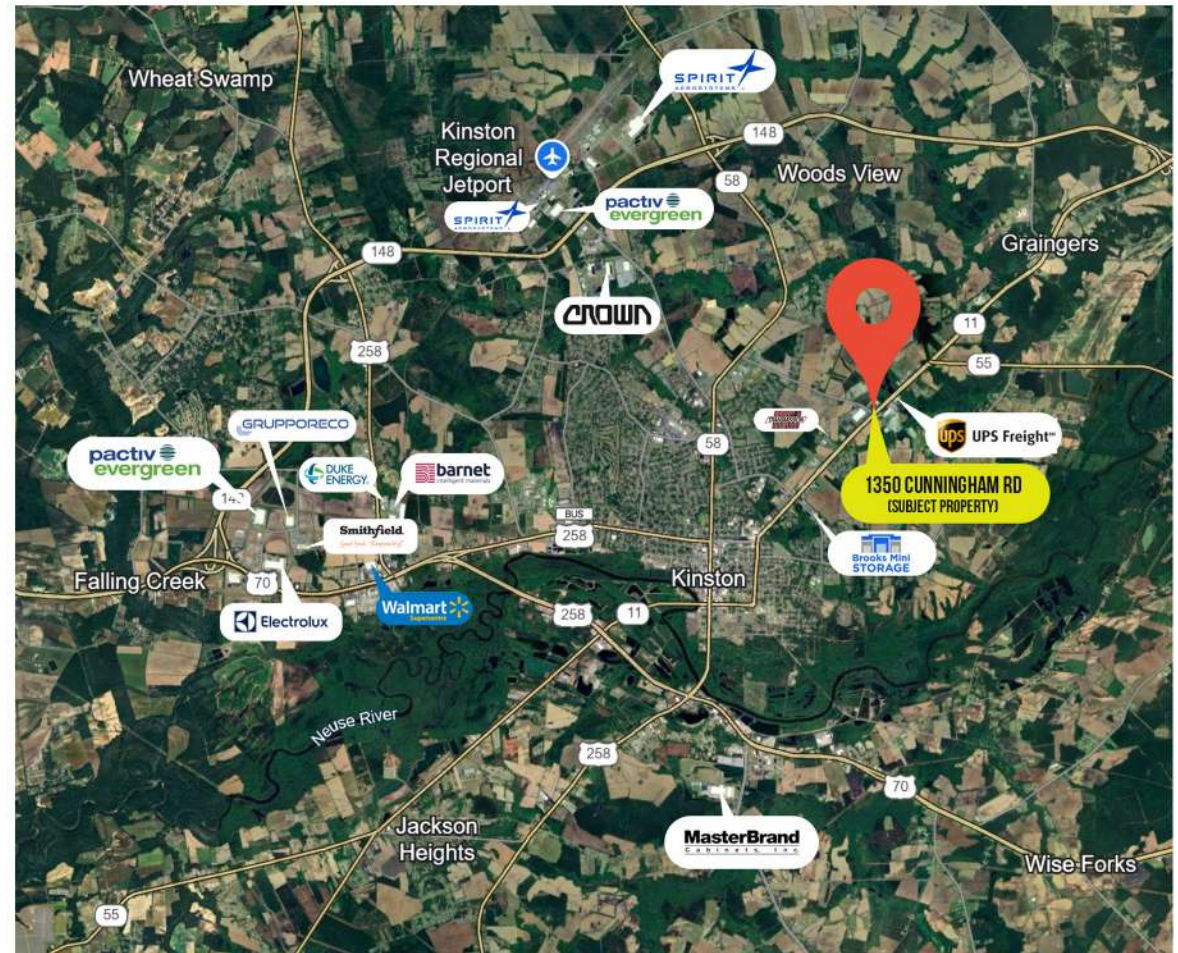 Wheat Swamp
SPIRIT
AEROSYSTEMS
Kinston
Regional
Jetport
148
58
Woods View
SPIRIT
AEROSYSTEMS
pactiv
evergreen
148
Graingers
CROWN
11
258
55
GRUPPORECO
58
ups UPS Freight
pactiv
evergreen
DUKE
ENERGY
barnet
intelligent materials
1350 CUNNINGHAM RD
(SUBJECT PROPERTY)
Smithfield
BUS
258
Brooks Mini
STORAGE
Falling Creek
70
Kinston
Electrolux
Walmart
Supercentre
258
11
Neuse River
258
70
MasterBrand
Cabinets, Inc.
Jackson
Heights
Wise Forks
55